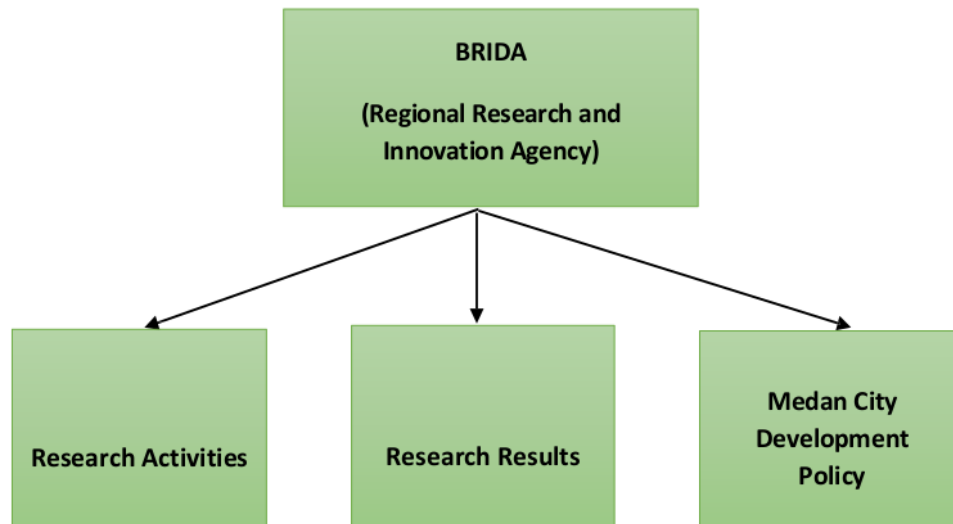 BRIDA
(Regional Research and
Innovation Agency)
Research Activities
Research Results
Medan City
Development
Policy